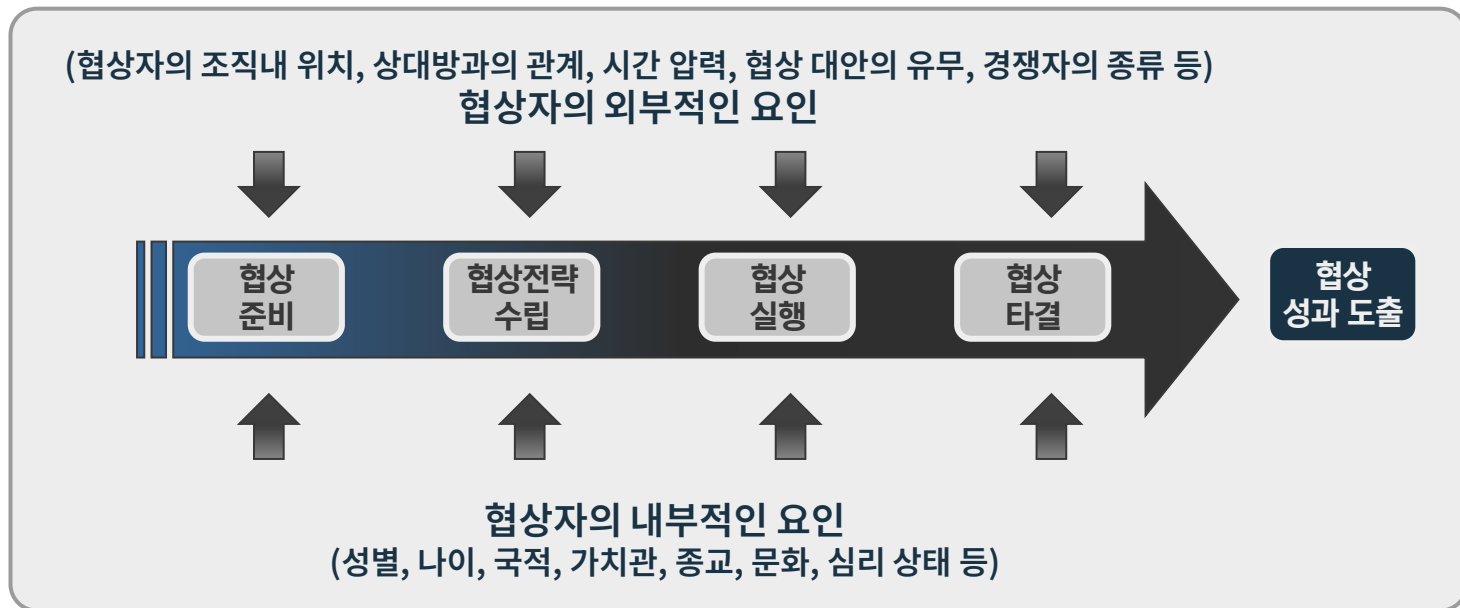 (협상자의 조직내 위치, 상대방과의 관계, 시간 압력, 협상 대안의 유무, 경쟁자의 종류 등)
협상자의 외부적인 요인
협상
준비
협상전략
수립
협상
실행
협상
타결
협상
성과 도출
협상자의 내부적인 요인
(성별, 나이, 국적, 가치관, 종교, 문화, 심리 상태 등)